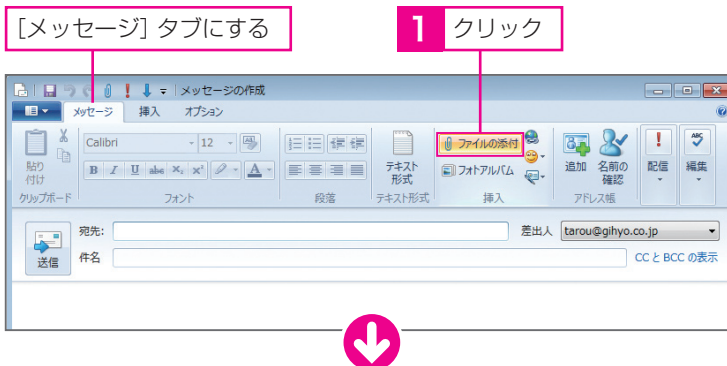 [メッセージ] タブにする
1 クリック
メッセージの作成
メッセージ 挿入 オプション
Calibri 12
ファイルの添付
フォトアルバム
貼り付け
B I U abc X₂ X² A
テキスト形式
追加 名前の確認 配信 編集
ABC
クリップボード フォント 段落 テキスト形式 挿入 アドレス帳
宛先: 差出人 tarou@gihyo.co.jp
送信 件名 CC と BCC の表示